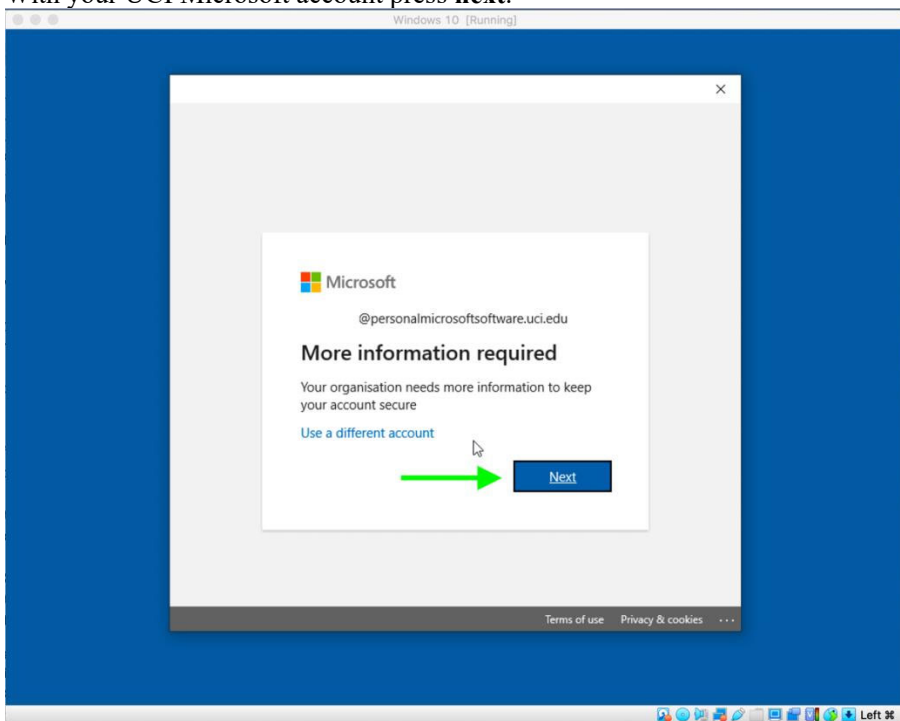 With your UCI Microsoft account press next.
Windows 10 [Running]
Microsoft
@personalmicrosoftsoftware.uci.edu
More information required
Your organisation needs more information to keep
your account secure
Use a different account
Next
Terms of use Privacy & cookies ...
Left ⌘